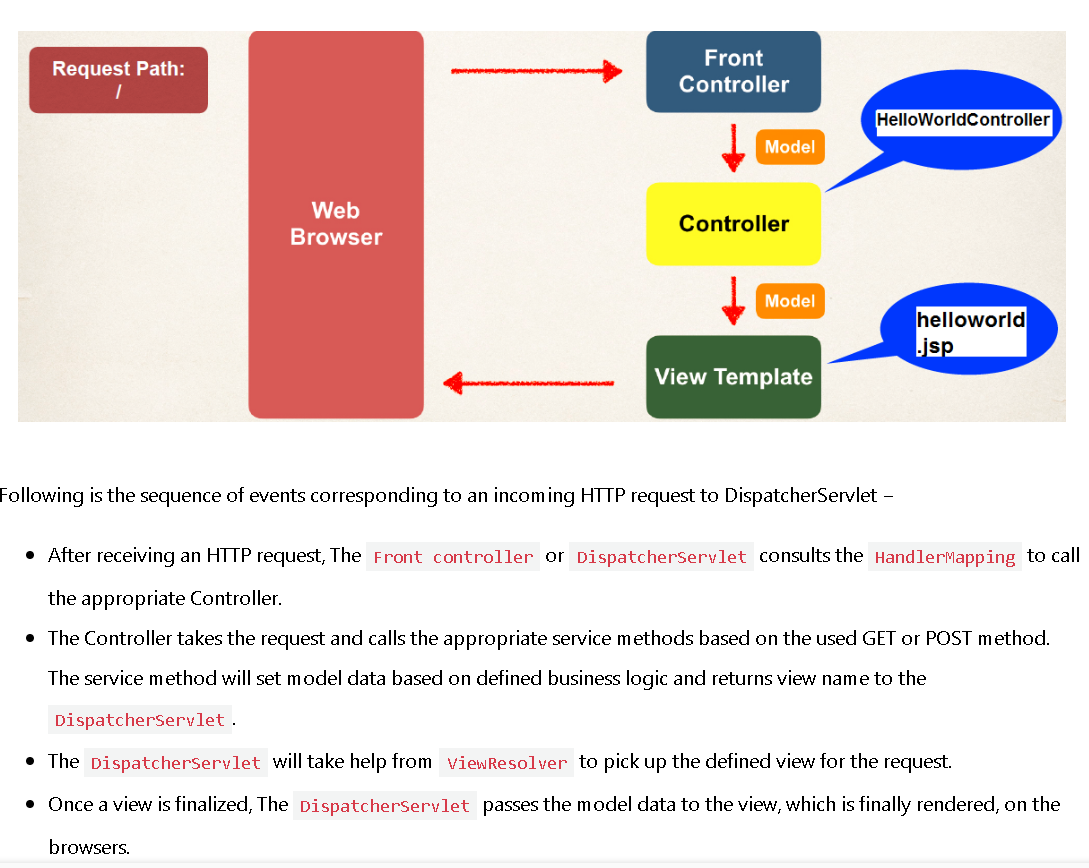 Request Path:
/
Web
Browser
Front
Controller
Model
HelloWorldController
Controller
Model
helloworld
.jsp
View Template
Following is the sequence of events corresponding to an incoming HTTP request to DispatcherServlet –
• After receiving an HTTP request, The Front controller or DispatcherServlet consults the HandlerMapping to call
the appropriate Controller.
• The Controller takes the request and calls the appropriate service methods based on the used GET or POST method.
The service method will set model data based on defined business logic and returns view name to the
DispatcherServlet.
• The DispatcherServlet will take help from ViewResolver to pick up the defined view for the request.
• Once a view is finalized, The DispatcherServlet passes the model data to the view, which is finally rendered, on the
browsers.